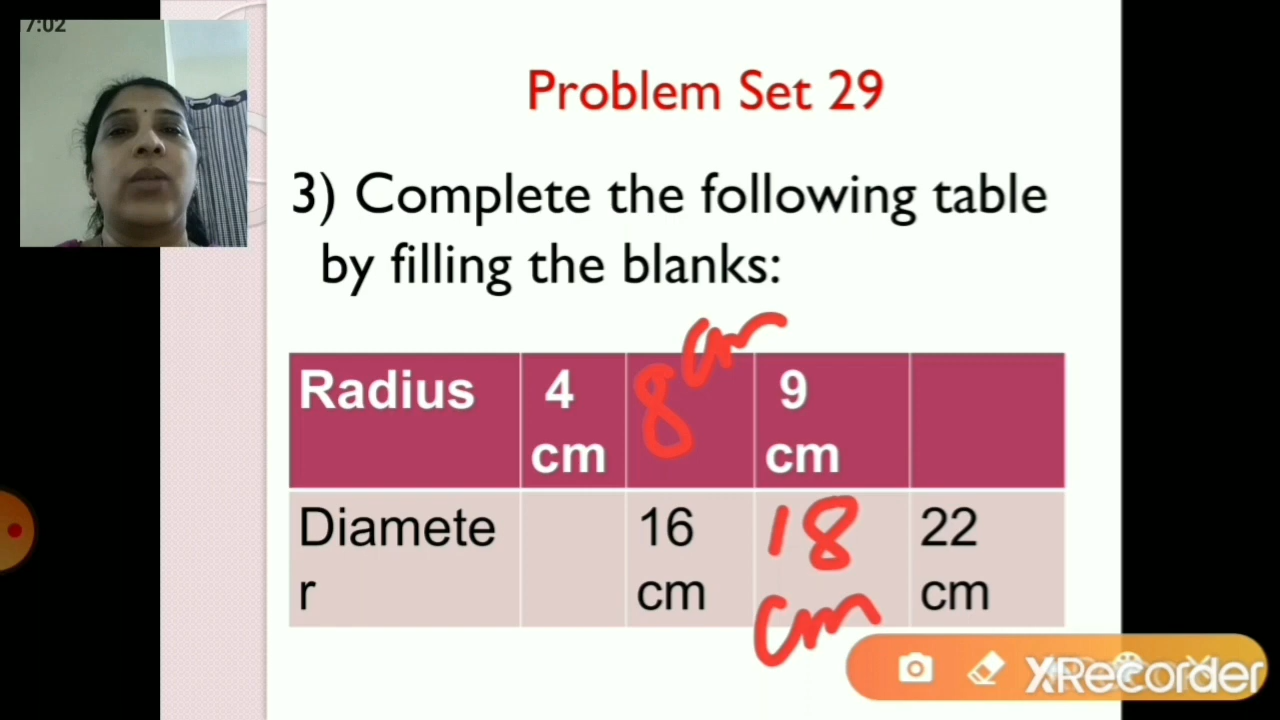 7:02
Problem Set 29
3) Complete the following table
by filling the blanks:
Radius 4 cm 8 cm 9 cm
Diamete
r 16 cm 18 cm 22 cm
XRecorder